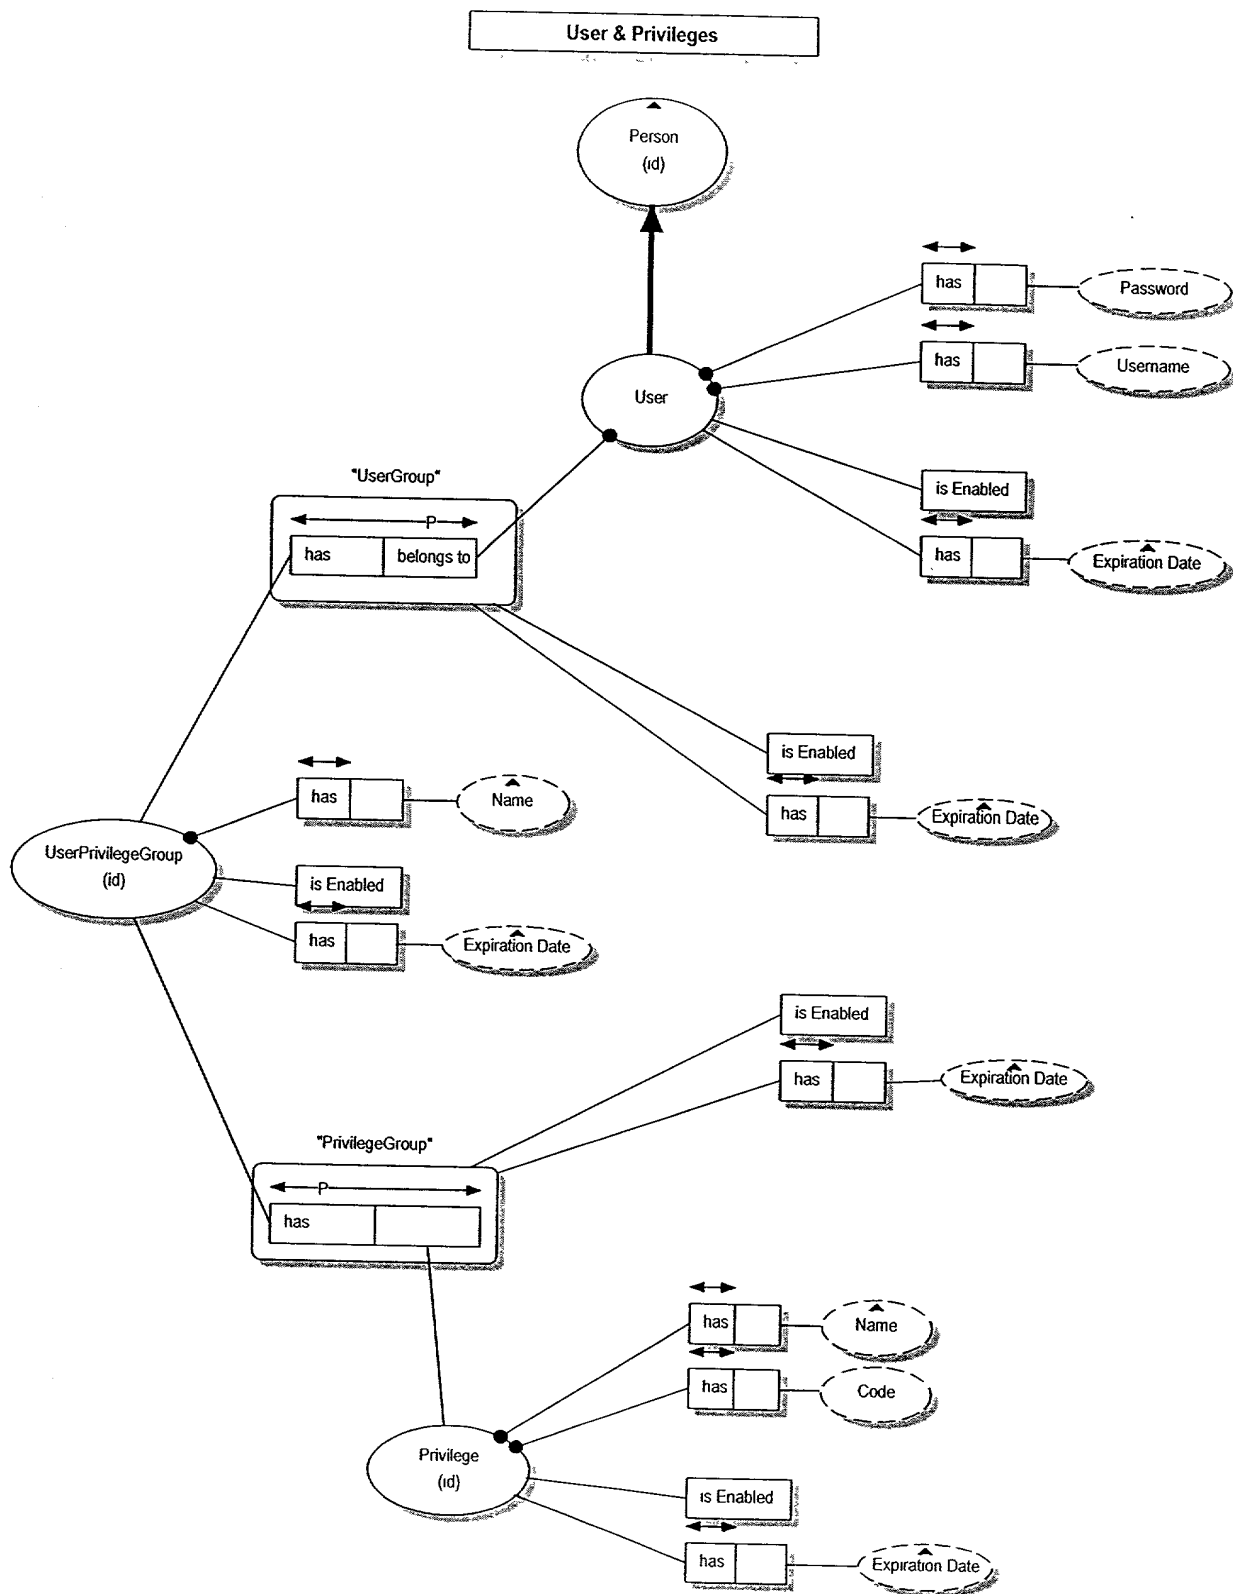 User & Privileges
Person
(id)
has
Password
has
Username
User
is Enabled
has
Expiration Date
"UserGroup"
P
has
belongs to
is Enabled
has
Expiration Date
has
Name
UserPrivilegeGroup
(id)
is Enabled
has
Expiration Date
is Enabled
has
Expiration Date
"PrivilegeGroup"
P
has
has
Name
has
Code
Privilege
(id)
is Enabled
has
Expiration Date